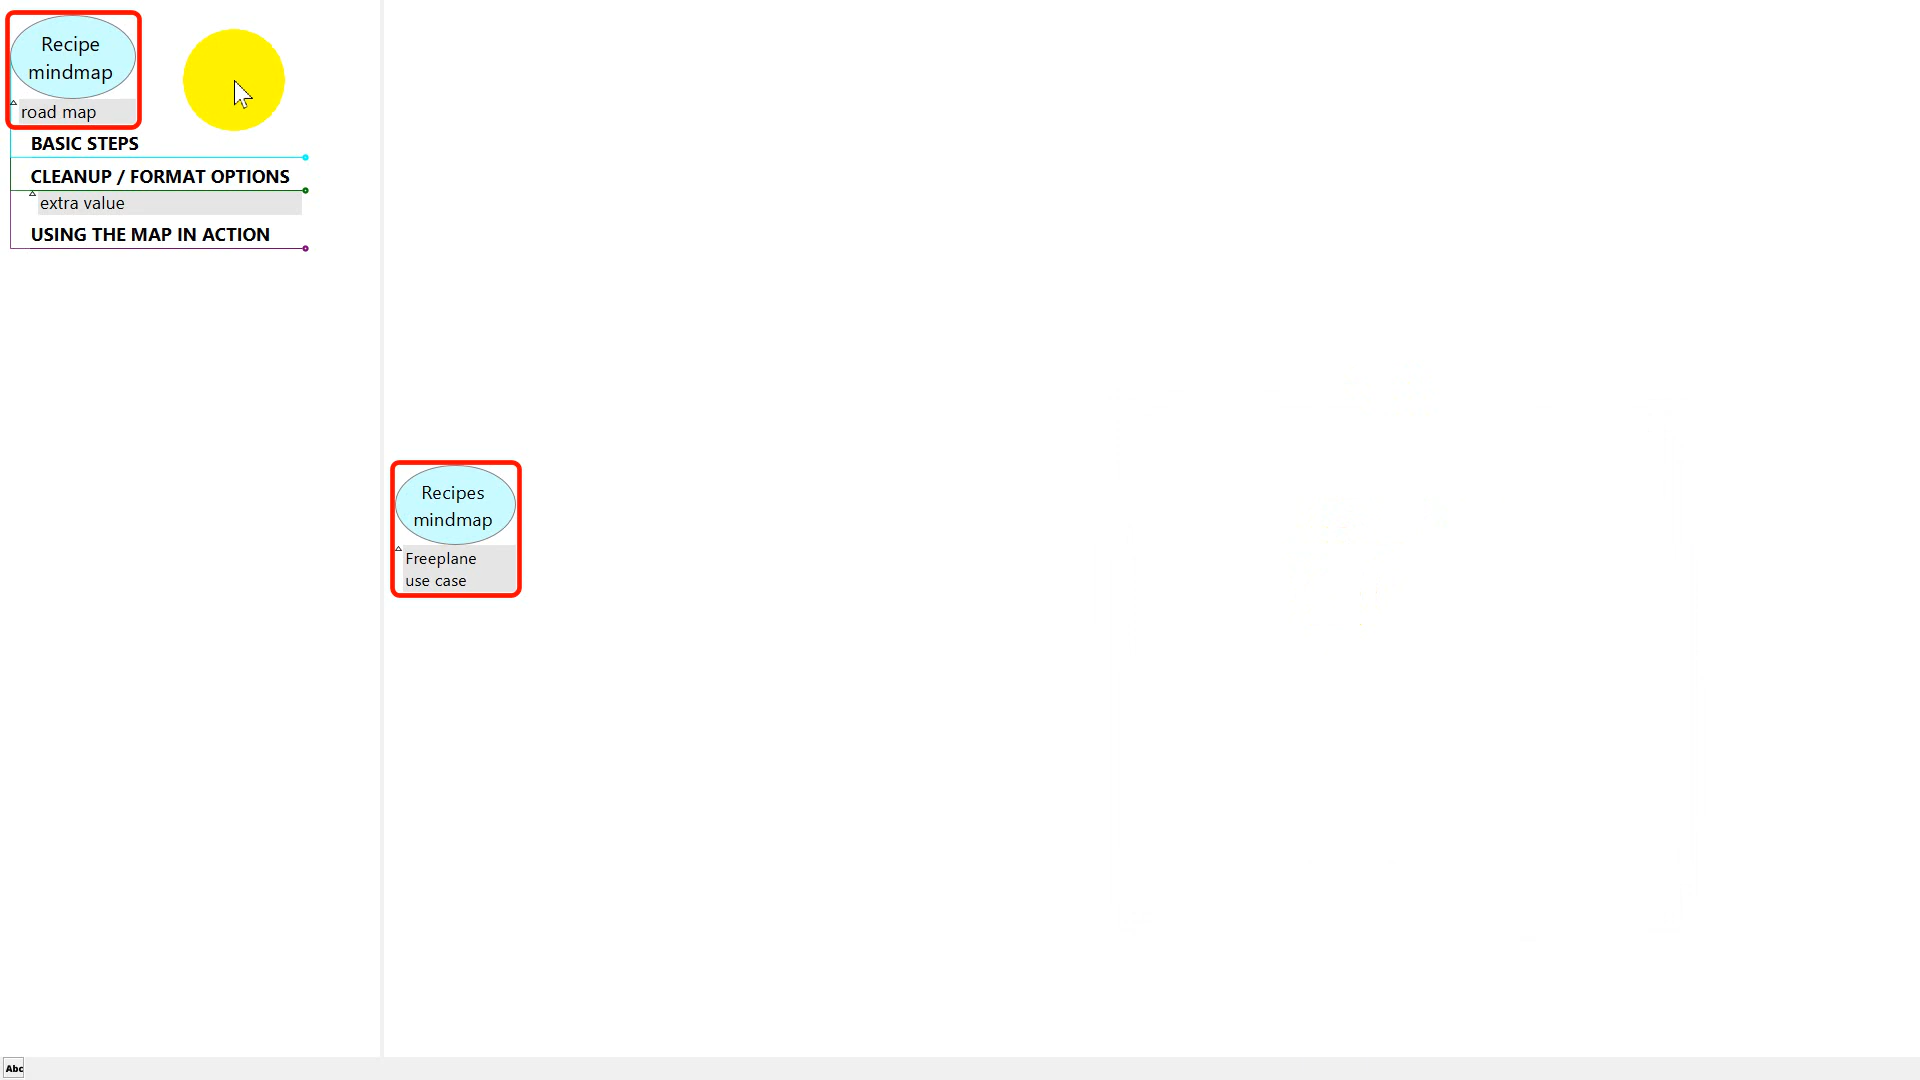 Recipe
mindmap
road map
BASIC STEPS
CLEANUP / FORMAT OPTIONS
extra value
USING THE MAP IN ACTION
Recipes
mindmap
Freeplane
use case
Abc